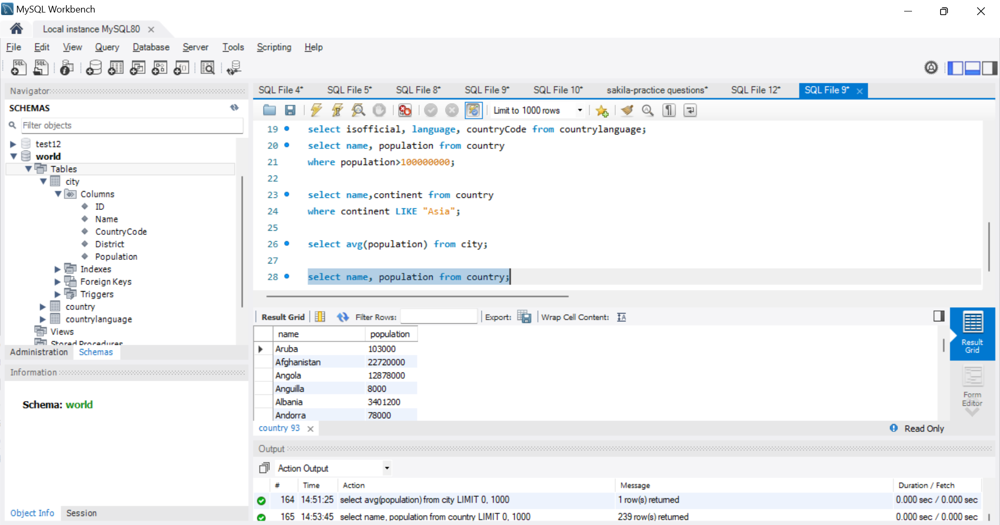 MySQL Workbench
Local instance MySQL80
File Edit View Query Database Server Tools Scripting Help
Navigator
SCHEMAS
Filter objects
test12
world
Tables
city
Columns
ID
Name
CountryCode
District
Population
Indexes
Foreign Keys
Triggers
country
countrylanguage
Views
Stored Procedures
Administration Schemas
Information
Schema: world
Object Info Session
SQL File 4* SQL File 5* SQL File 8* SQL File 9* SQL File 10* sakila-practice questions* SQL File 12* SQL File 9*
Limit to 1000 rows
19 select isofficial, language, countryCode from countrylanguage;
20 select name, population from country
21 where population>100000000;
22
23 select name,continent from country
24 where continent LIKE "Asia";
25
26 select avg(population) from city;
27
28 select name, population from country;
Result Grid Filter Rows: Export: Wrap Cell Content:
name population
Aruba 103000
Afghanistan 22720000
Angola 12878000
Anguilla 8000
Albania 3401200
Andorra 78000
Result
Grid
Form
Editor
country 93
Read Only
Output
Action Output
# Time Action Message Duration / Fetch
164 14:51:25 select avg(population) from city LIMIT 0, 1000 1 row(s) returned 0.000 sec / 0.000 sec
165 14:53:45 select name, population from country LIMIT 0, 1000 239 row(s) returned 0.000 sec / 0.000 sec